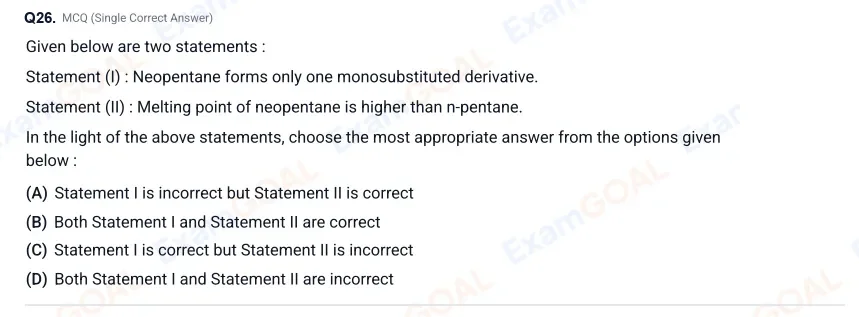 Q26. MCQ (Single Correct Answer)
Given below are two statements :
Statement (I) : Neopentane forms only one monosubstituted derivative.
Statement (II) : Melting point of neopentane is higher than n-pentane.
In the light of the above statements, choose the most appropriate answer from the options given
below :
(A) Statement I is incorrect but Statement II is correct
(B) Both Statement I and Statement II are correct
(C) Statement I is correct but Statement II is incorrect
(D) Both Statement I and Statement II are incorrect
ExamGOAL